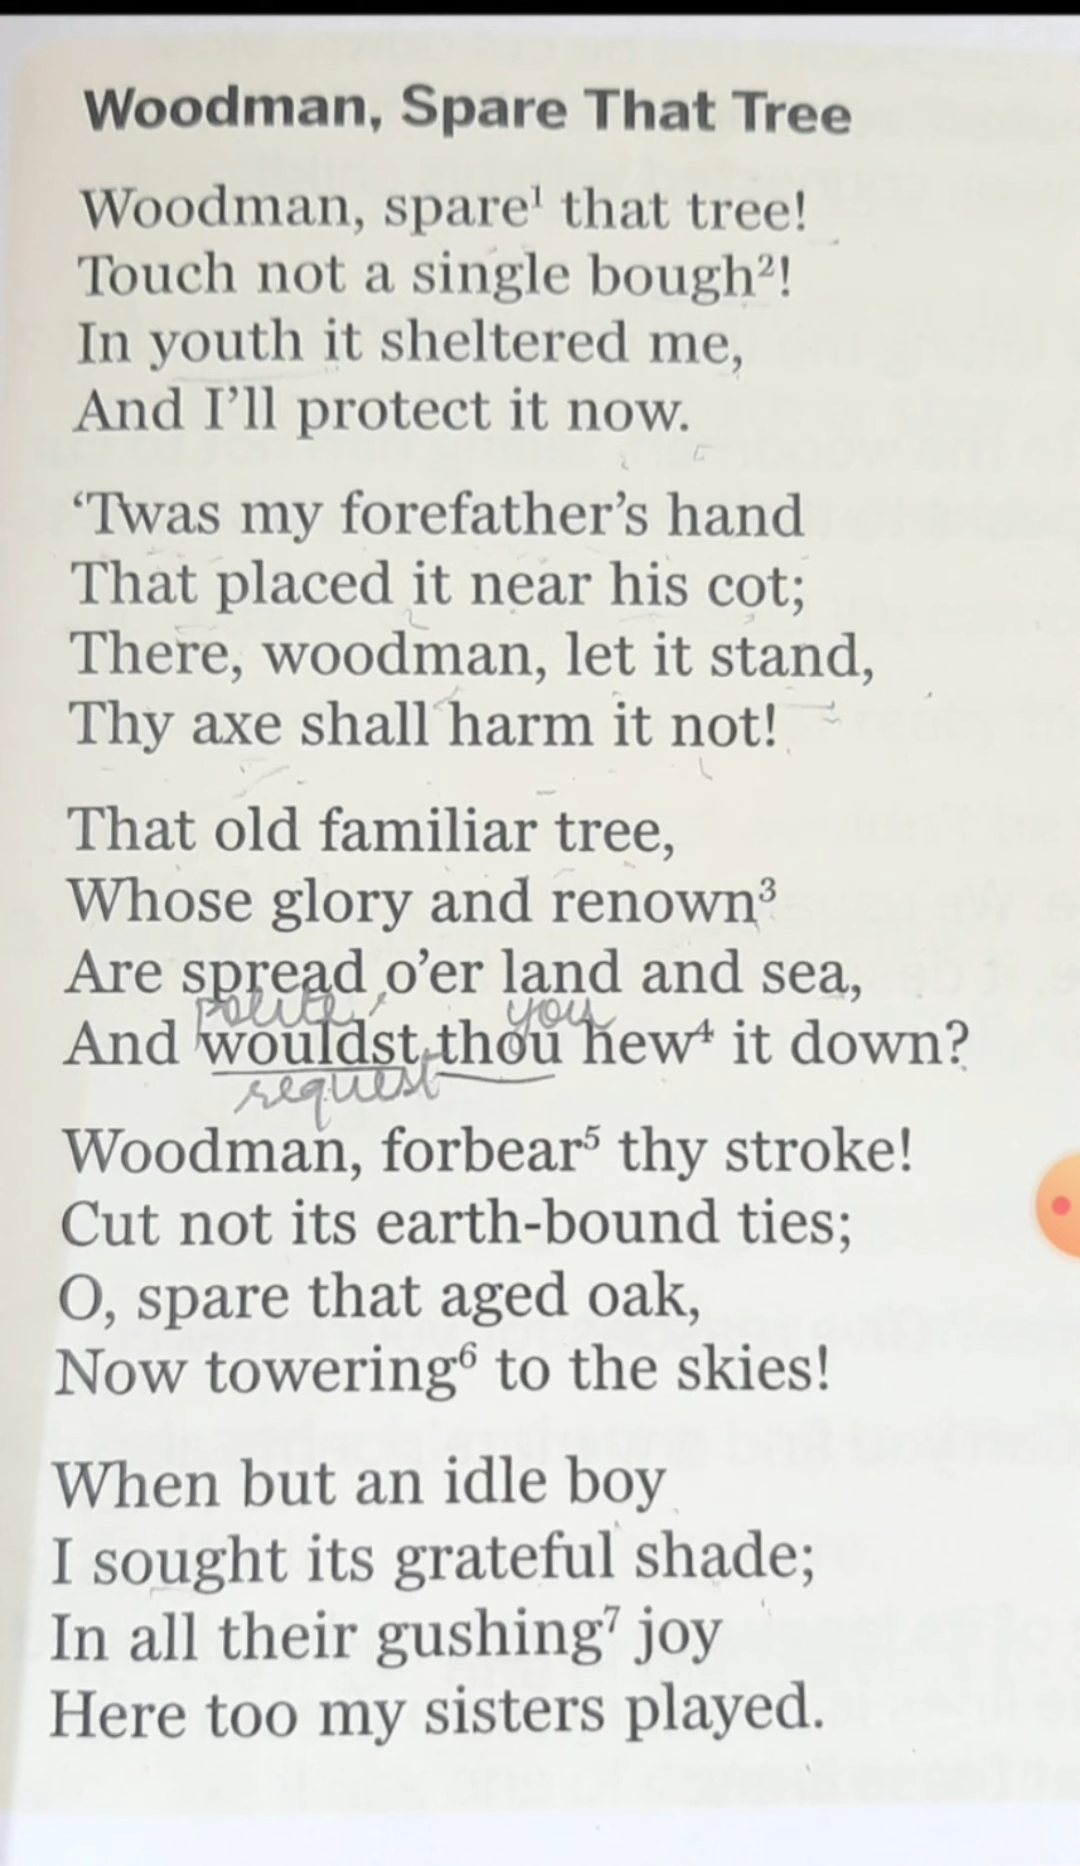 Woodman, Spare That Tree
Woodman, spare¹ that tree!
Touch not a single bough²!
In youth it sheltered me,
And I’ll protect it now.
‘Twas my forefather’s hand
That placed it near his cot;
There, woodman, let it stand,
Thy axe shall harm it not!
That old familiar tree,
Whose glory and renown³
Are spread o’er land and sea,
polite you
And wouldst thou hew⁴ it down?
request
Woodman, forbear⁵ thy stroke!
Cut not its earth-bound ties;
O, spare that aged oak,
Now towering⁶ to the skies!
When but an idle boy
I sought its grateful shade;
In all their gushing⁷ joy
Here too my sisters played.